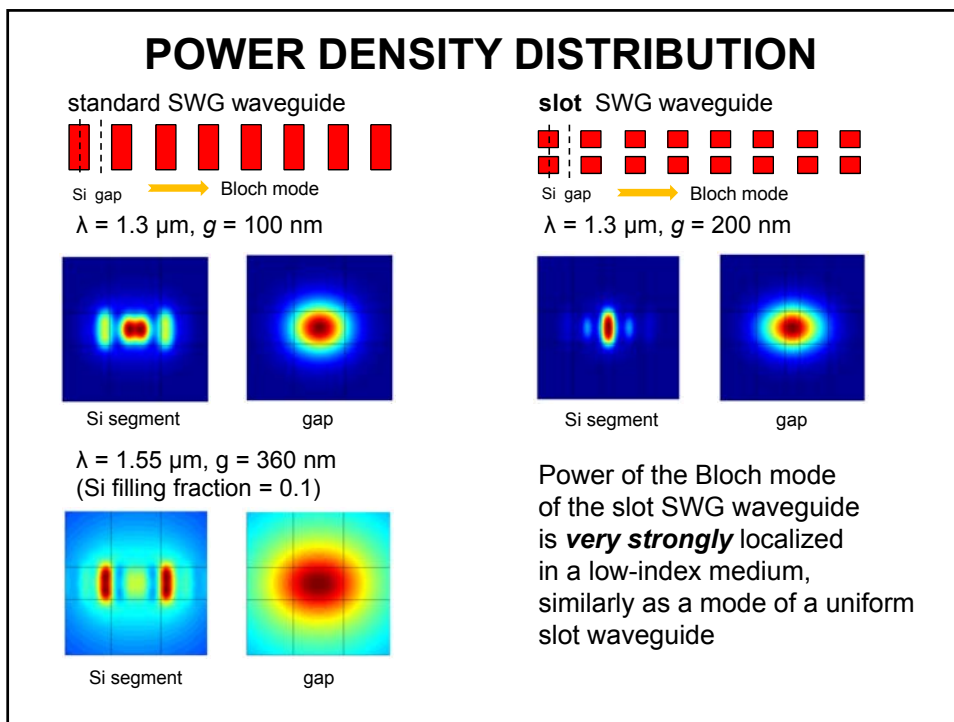 POWER DENSITY DISTRIBUTION
standard SWG waveguide
Si gap
Bloch mode
λ = 1.3 μm, g = 100 nm
Si segment
gap
λ = 1.55 μm, g = 360 nm
(Si filling fraction = 0.1)
Si segment
gap
slot SWG waveguide
Si gap
Bloch mode
λ = 1.3 μm, g = 200 nm
Si segment
gap
Power of the Bloch mode
of the slot SWG waveguide
is very strongly localized
in a low-index medium,
similarly as a mode of a uniform
slot waveguide